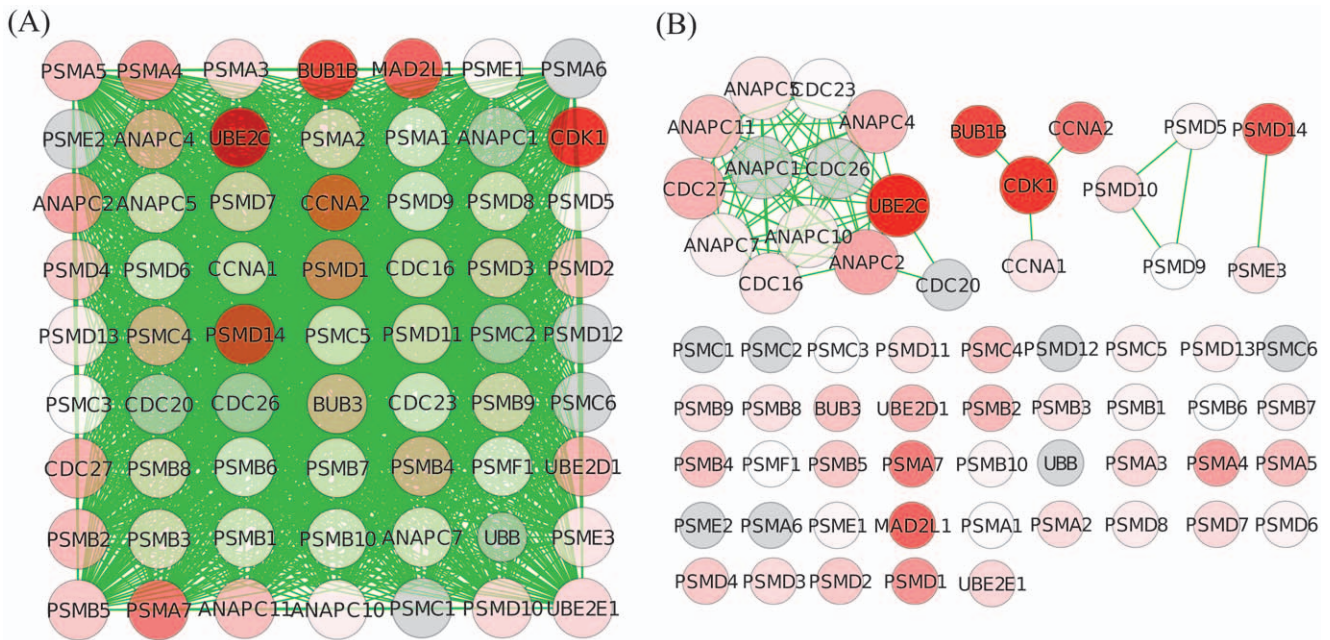 (A)
PSMA5 PSMA4 PSMA3 BUB1B MAD2L1 PSME1 PSMA6
PSME2 ANAPC4 UBE2C PSMA2 PSMA1 ANAPC1 CDK1
ANAPC2 ANAPC5 PSMD7 CCNA2 PSMD9 PSMD8 PSMD5
PSMD4 PSMD6 CCNA1 PSMD1 CDC16 PSMD3 PSMD2
PSMD13 PSMC4 PSMD14 PSMC5 PSMD11 PSMC2 PSMD12
PSMC3 CDC20 CDC26 BUB3 CDC23 PSMB9 PSMC6
CDC27 PSMB8 PSMB6 PSMB7 PSMB4 PSMF1 UBE2D1
PSMB2 PSMB3 PSMB1 PSMB10 ANAPC7 UBB PSME3
PSMB5 PSMA7 ANAPC11 ANAPC10 PSMC1 PSMD10 UBE2E1
(B)
ANAPC5 CDC23
ANAPC11 ANAPC4
ANAPC1 CDC26
CDC27 UBE2C
ANAPC7 ANAPC10
CDC16 ANAPC2 CDC20
BUB1B CCNA2
CDK1
CCNA1
PSMD5
PSMD10
PSMD9
PSMD14
PSME3
PSMC1 PSMC2 PSMC3 PSMD11 PSMC4 PSMD12 PSMC5 PSMD13 PSMC6
PSMB9 PSMB8 BUB3 UBE2D1 PSMB2 PSMB3 PSMB1 PSMB6 PSMB7
PSMB4 PSMF1 PSMB5 PSMA7 PSMB10 UBB PSMA3 PSMA4 PSMA5
PSME2 PSMA6 PSME1 MAD2L1 PSMA1 PSMA2 PSMD8 PSMD7 PSMD6
PSMD4 PSMD3 PSMD2 PSMD1 UBE2E1